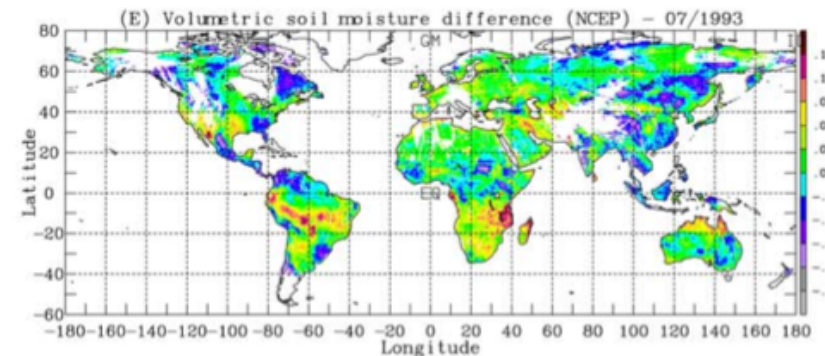 (E) Volumetric soil moisture difference (NCEP) - 07/1993
GM
I
80
60
40
20
0
-20
-40
-60
Latitude
EQ
-180-160-140-120-100 -80 -60 -40 -20 0 20 40 60 80 100 120 140 160 180
Longitude